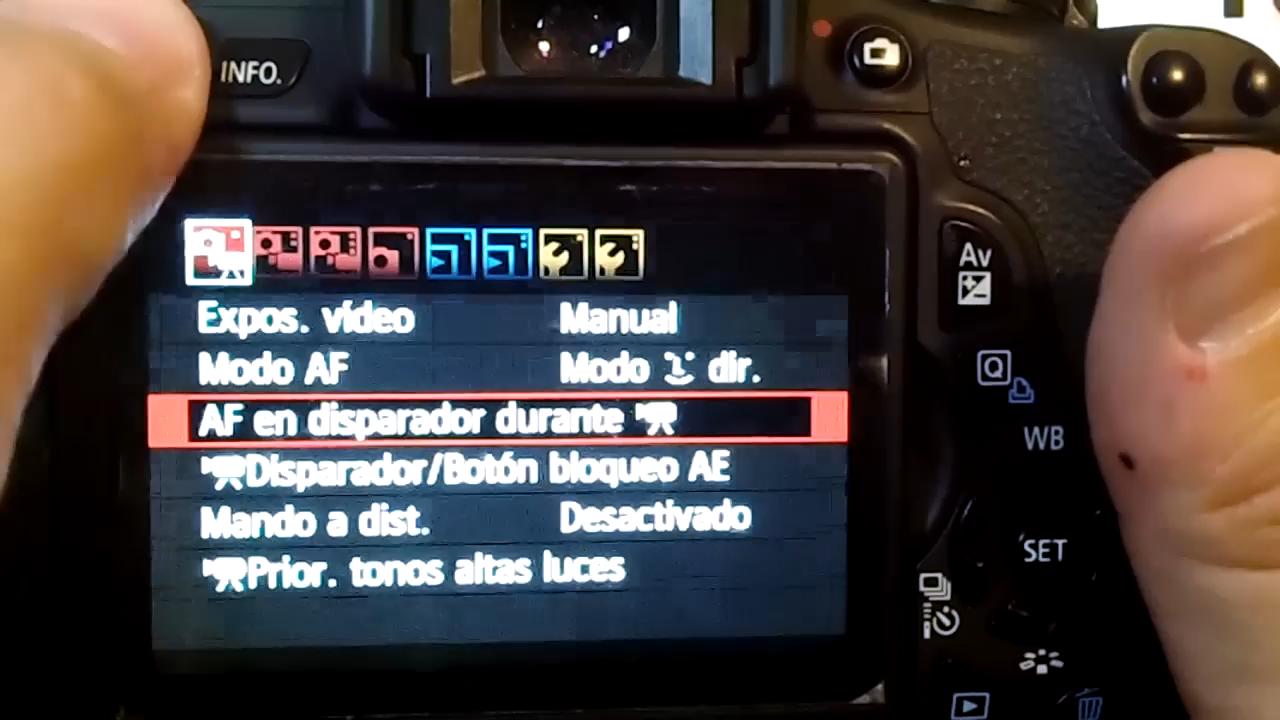 INFO.
Expos. vídeo Manual
Modo AF Modo dir.
AF en disparador durante
Disparador/Botón bloqueo AE
Mando a dist. Desactivado
Prior. tonos altas luces
Av
Q
WB
SET